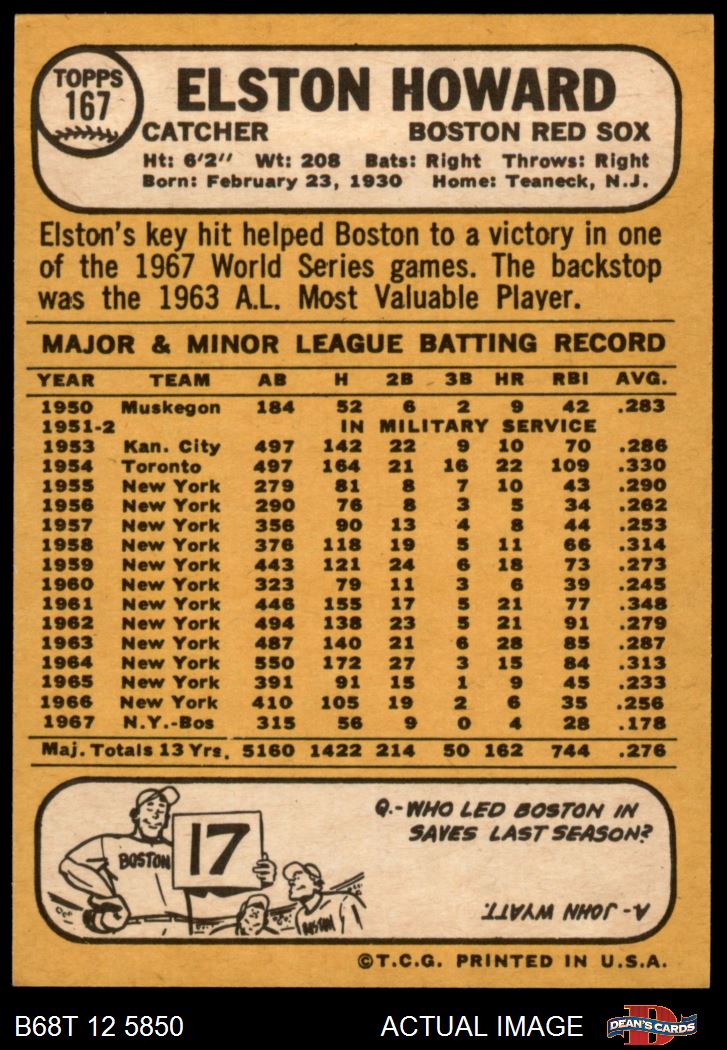 TOPPS
167
ELSTON HOWARD
CATCHER BOSTON RED SOX
Ht: 6'2" Wt: 208 Bats: Right Throws: Right
Born: February 23, 1930 Home: Teaneck, N.J.
Elston's key hit helped Boston to a victory in one
of the 1967 World Series games. The backstop
was the 1963 A.L. Most Valuable Player.
MAJOR & MINOR LEAGUE BATTING RECORD
YEAR TEAM AB H 2B 3B HR RBI AVG.
1950 Muskegon 184 52 6 2 9 42 .283
1951-2 IN MILITARY SERVICE
1953 Kan. City 497 142 22 9 10 70 .286
1954 Toronto 497 164 21 16 22 109 .330
1955 New York 279 81 8 7 10 43 .290
1956 New York 290 76 8 3 5 34 .262
1957 New York 356 90 13 4 8 44 .253
1958 New York 376 118 19 5 11 66 .314
1959 New York 443 121 24 6 18 73 .273
1960 New York 323 79 11 3 6 39 .245
1961 New York 446 155 17 5 21 77 .348
1962 New York 494 138 23 5 21 91 .279
1963 New York 487 140 21 6 28 85 .287
1964 New York 550 172 27 3 15 84 .313
1965 New York 391 91 15 1 9 45 .233
1966 New York 410 105 19 2 6 35 .256
1967 N.Y.-Bos 315 56 9 0 4 28 .178
Maj. Totals 13 Yrs. 5160 1422 214 50 162 744 .276
Q.-WHO LED BOSTON IN
SAVES LAST SEASON?
BOSTON
17
BOSTON
A- JOHN WYATT.
©T.C.G. PRINTED IN U.S.A.
B68T 12 5850 ACTUAL IMAGE
D
DEAN'S CARDS